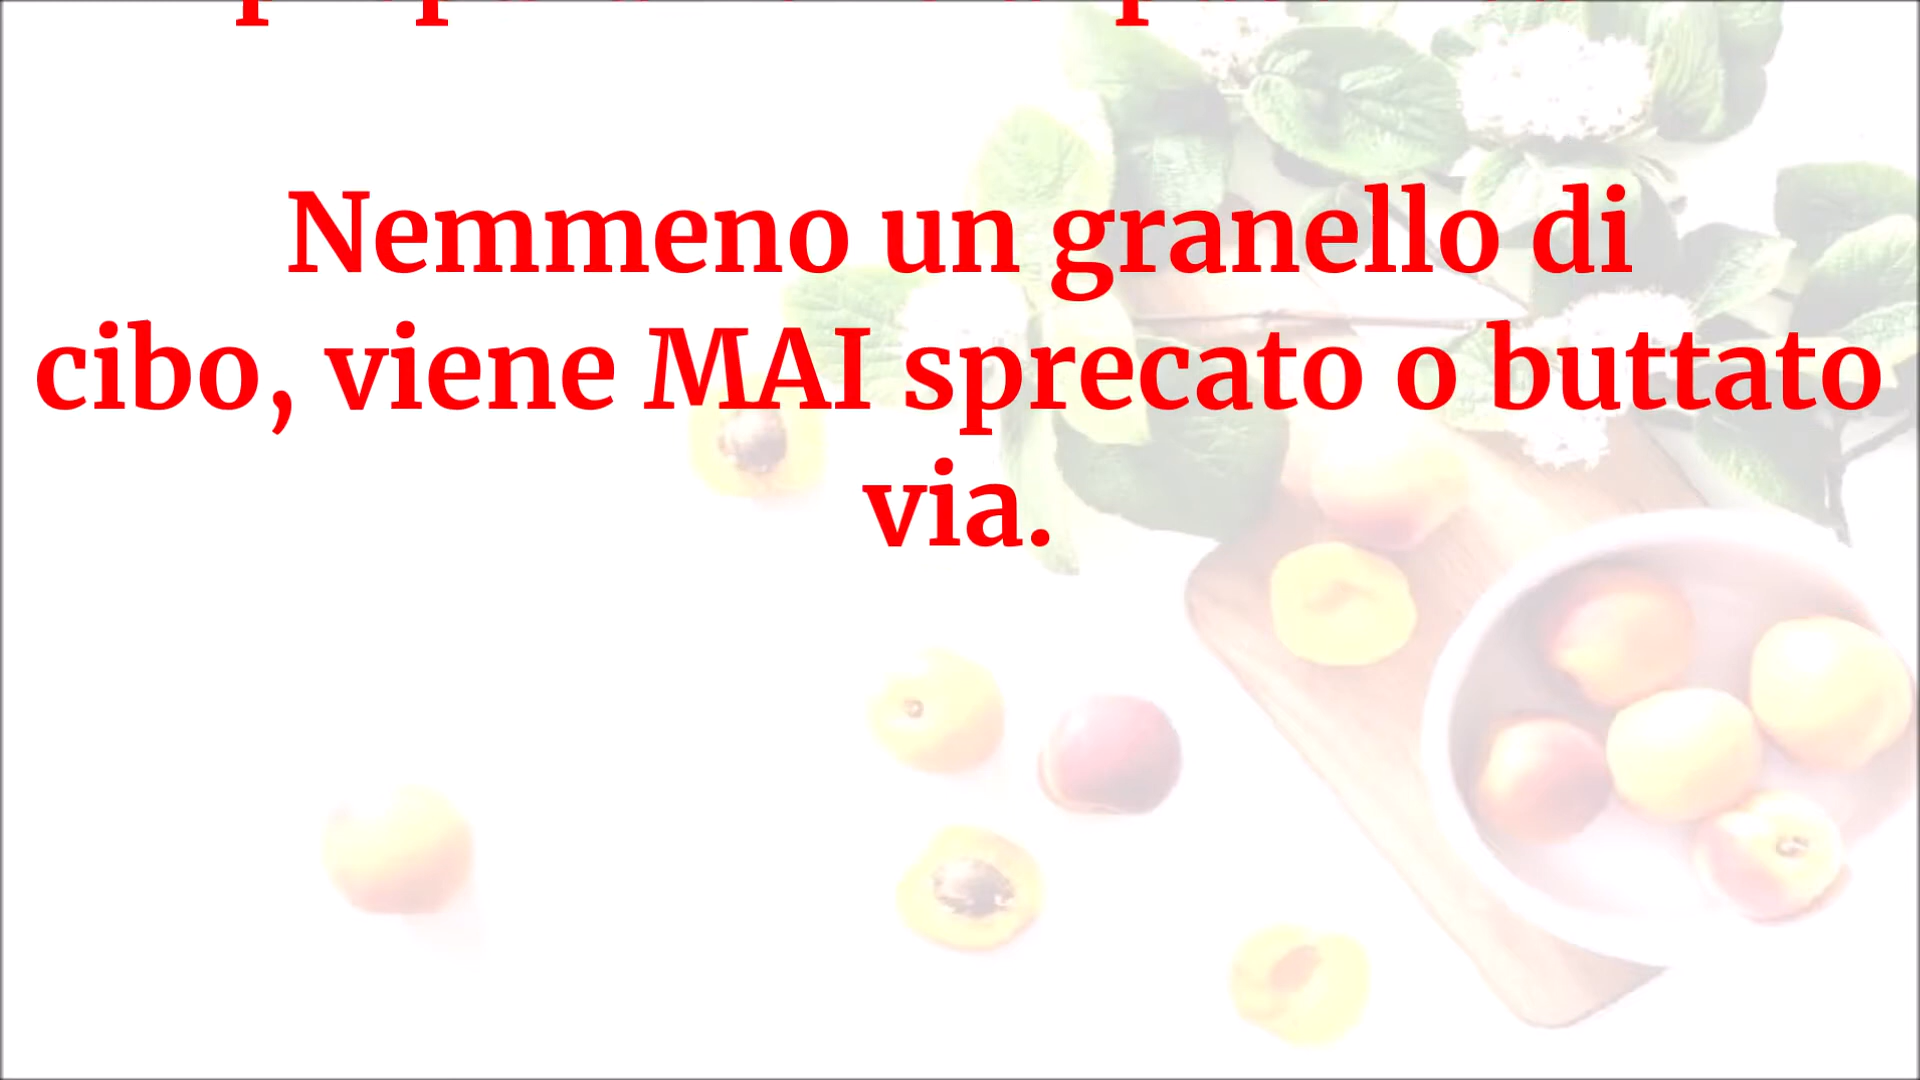 Nemmeno un granello di
cibo, viene MAI sprecato o buttato
via.